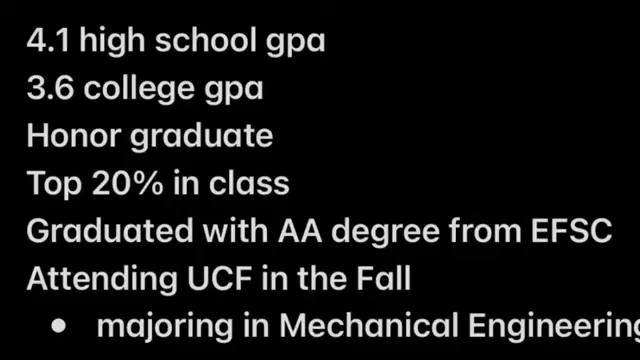 4.1 high school gpa
3.6 college gpa
Honor graduate
Top 20% in class
Graduated with AA degree from EFSC
Attending UCF in the Fall
• majoring in Mechanical Engineering